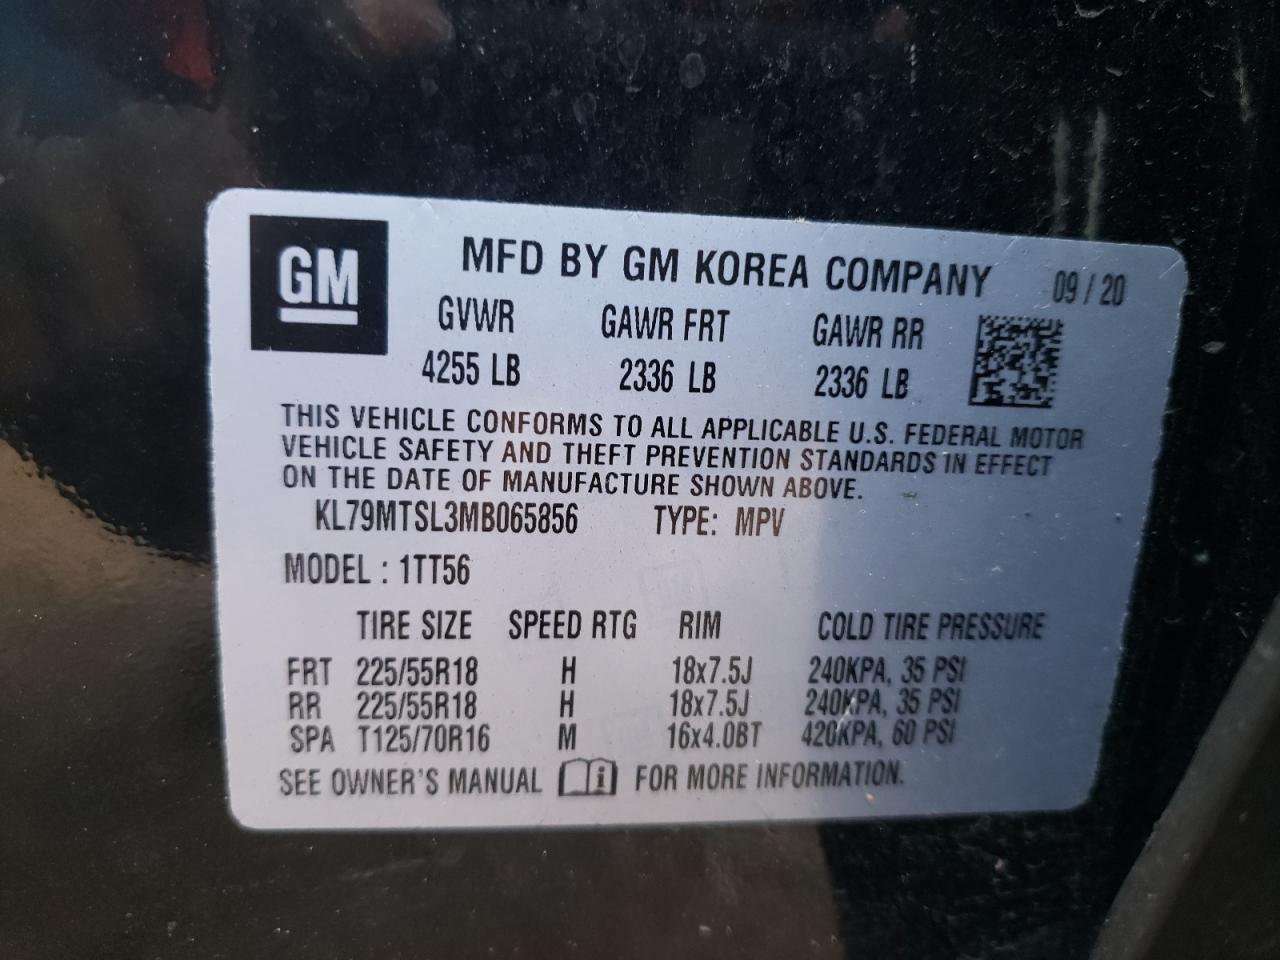 GM
MFD BY GM KOREA COMPANY 09 / 20
GVWR GAWR FRT GAWR RR
4255 LB 2336 LB 2336 LB
THIS VEHICLE CONFORMS TO ALL APPLICABLE U.S. FEDERAL MOTOR
VEHICLE SAFETY AND THEFT PREVENTION STANDARDS IN EFFECT
ON THE DATE OF MANUFACTURE SHOWN ABOVE.
KL79MTSL3MB065856 TYPE: MPV
MODEL : 1TT56
TIRE SIZE SPEED RTG RIM COLD TIRE PRESSURE
FRT 225/55R18 H 18x7.5J 240KPA, 35 PSI
RR 225/55R18 H 18x7.5J 240KPA, 35 PSI
SPA T125/70R16 M 16x4.0BT 420KPA, 60 PSI
SEE OWNER'S MANUAL i FOR MORE INFORMATION.